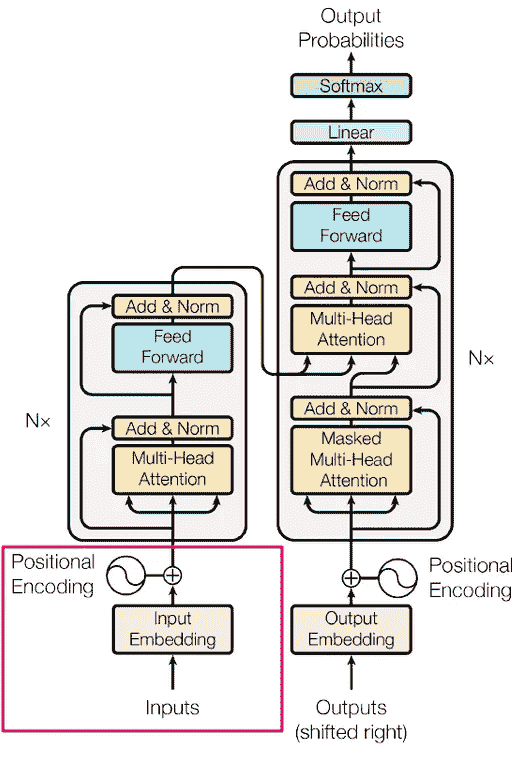 Output
Probabilities
Softmax
Linear
Add & Norm
Feed
Forward
Add & Norm
Multi-Head
Attention
Nx
Add & Norm
Masked
Multi-Head
Attention
Add & Norm
Feed
Forward
Nx
Add & Norm
Multi-Head
Attention
Positional
Encoding
Input
Embedding
Inputs
Positional
Encoding
Output
Embedding
Outputs
(shifted right)